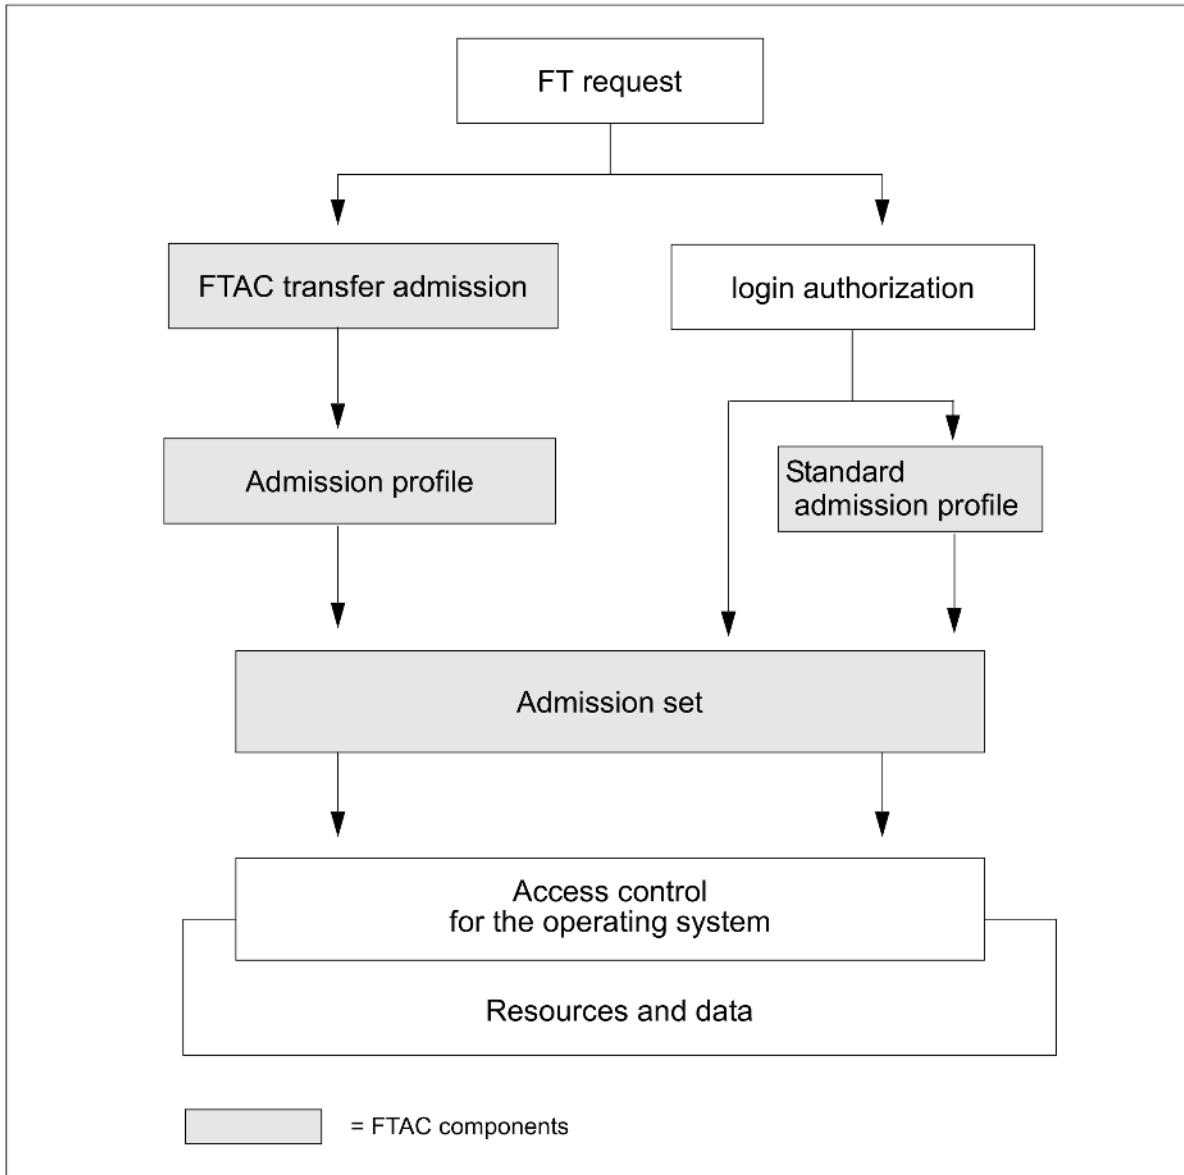 FT request
FTAC transfer admission
login authorization
Admission profile
Standard
admission profile
Admission set
Access control
for the operating system
Resources and data
= FTAC components